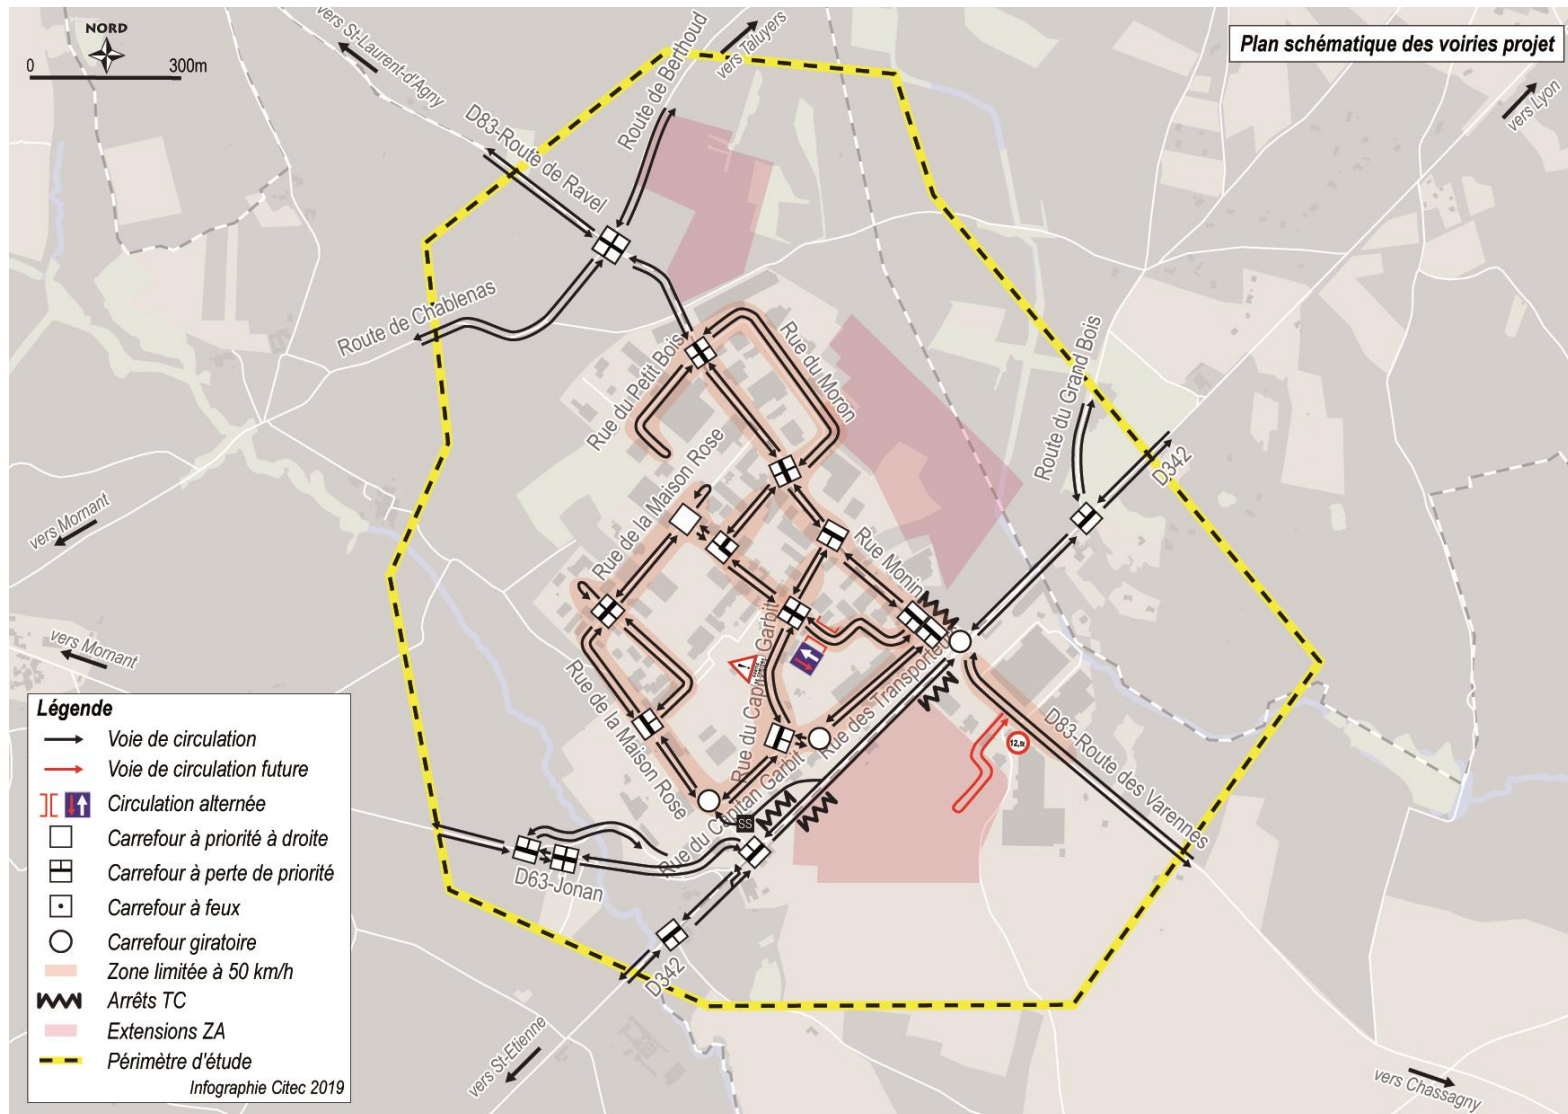 NORD
0 300m
Plan schématique des voiries projet
vers St-Laurent-d'Agny
vers Taluyers
vers Lyon
Route de Berthoud
D83-Route de Ravel
Route de Chablenas
Rue du Petit Bois
Rue du Moron
Route du Grand Bois
D342
vers Mornant
Rue de la Maison Rose
Rue Monin
vers Mornant
Rue du Capit Garbit
Rue des Transporteu
Rue de la Maison Rose
D83-Route des Varennes
12,5t
Rue du Capitan Garbit
SS
D63-Jonan
D342
vers St-Etienne
vers Chassagny
Légende
Voie de circulation
Voie de circulation future
Circulation alternée
Carrefour à priorité à droite
Carrefour à perte de priorité
Carrefour à feux
Carrefour giratoire
Zone limitée à 50 km/h
Arrêts TC
Extensions ZA
Périmètre d'étude
Infographie Citec 2019